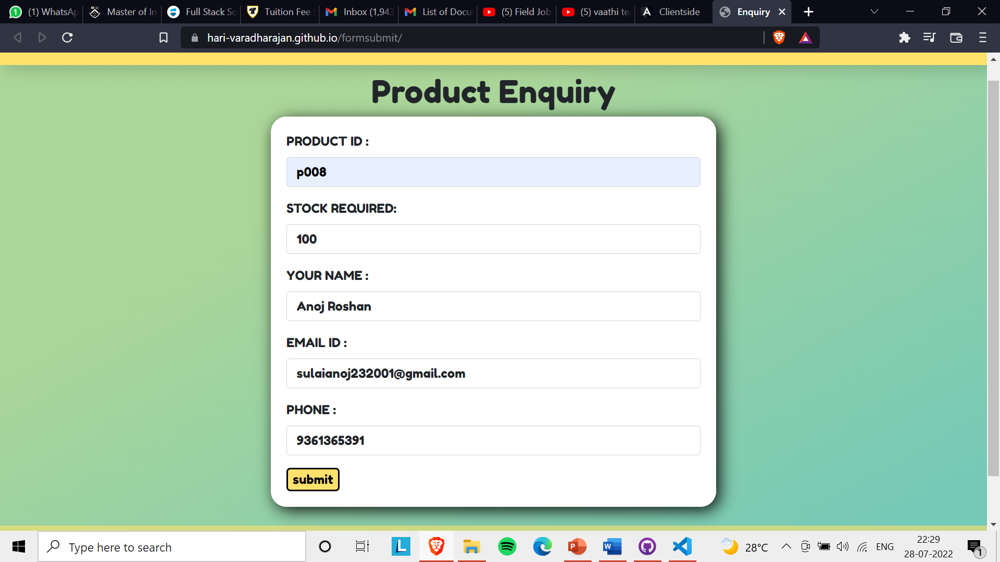 (1) WhatsAp
Master of In
Full Stack So
Tuition Fee S
Inbox (1,943
List of Docu
(5) Field Job
(5) vaathi tea
Clientside
Enquiry
hari-varadharajan.github.io/formsubmit/
Product Enquiry
PRODUCT ID :
p008
STOCK REQUIRED:
100
YOUR NAME :
Anoj Roshan
EMAIL ID :
sulaianoj232001@gmail.com
PHONE :
9361365391
submit
Type here to search
28°C
ENG
22:29
28-07-2022
1